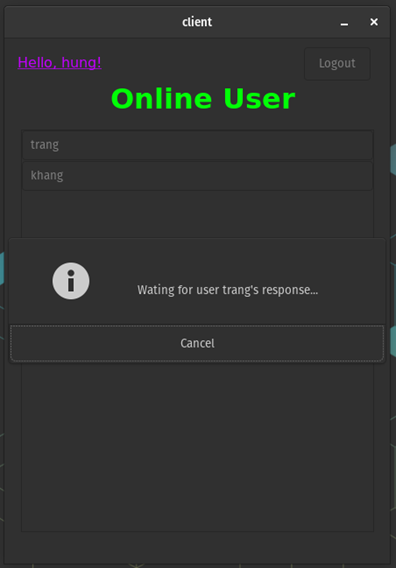 client
Hello, hung!
Logout
Online User
trang
khang
Wating for user trang's response...
Cancel